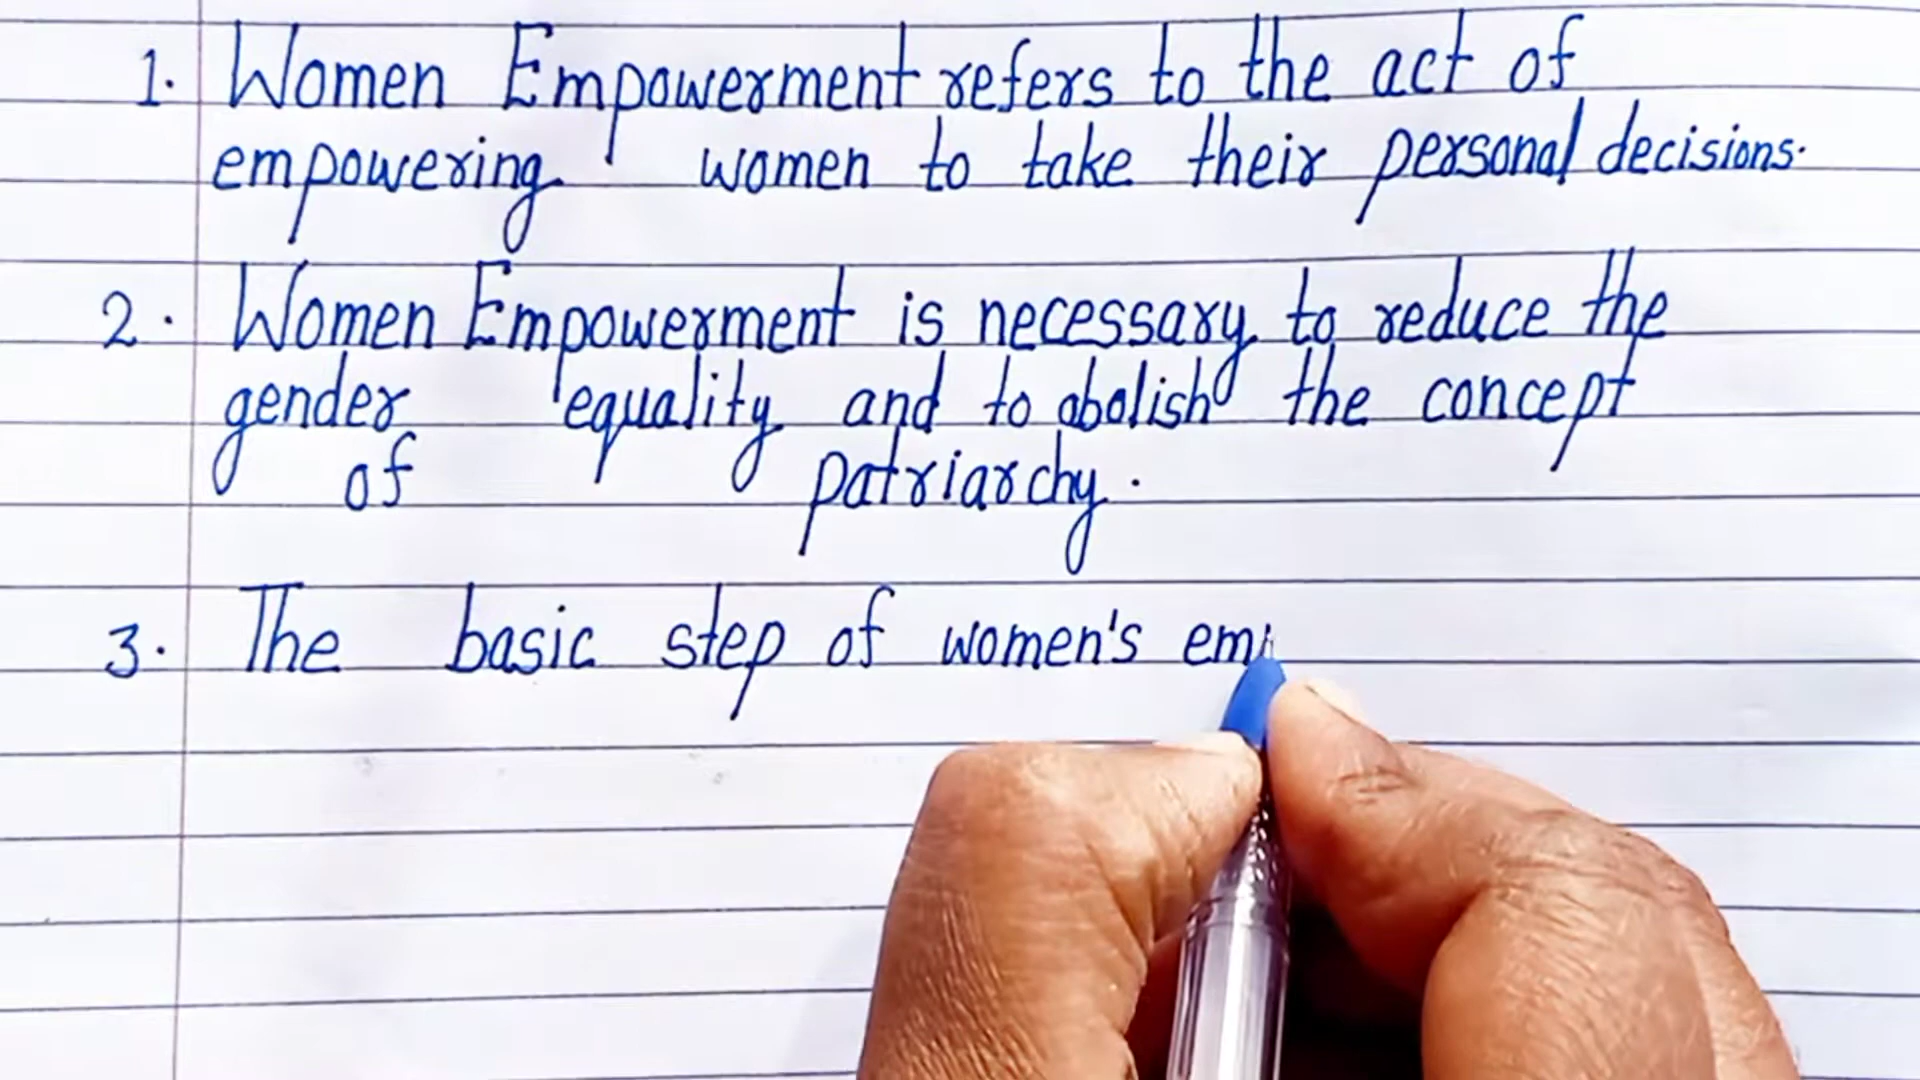 1. Women Empowerment refers to the act of
empowering women to take their personal decisions.
2. Women Empowerment is necessary to reduce the
gender equality and to abolish the concept
of patriarchy.
3. The basic step of women's em